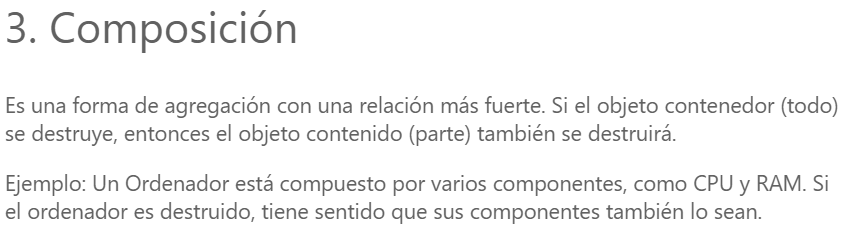 3. Composición
Es una forma de agregación con una relación más fuerte. Si el objeto contenedor (todo)
se destruye, entonces el objeto contenido (parte) también se destruirá.
Ejemplo: Un Ordenador está compuesto por varios componentes, como CPU y RAM. Si
el ordenador es destruido, tiene sentido que sus componentes también lo sean.